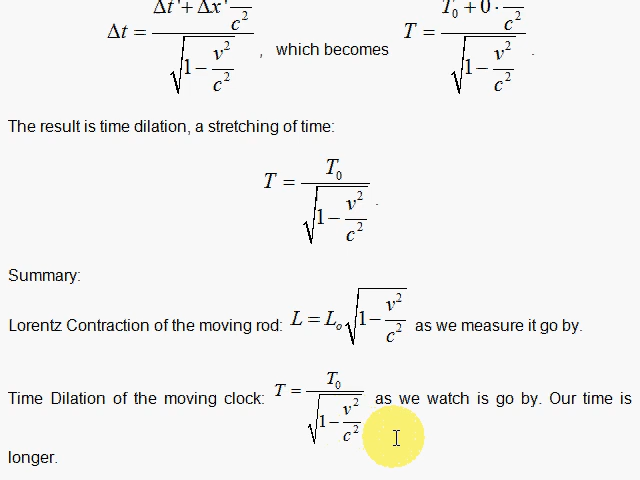 Δt = (Δt' + Δx' · /c²) / √(1 − v²/c²) , which becomes T = (T₀ + 0 · /c²) / √(1 − v²/c²) .
The result is time dilation, a stretching of time:
T = T₀ / √(1 − v²/c²) .
Summary:
Lorentz Contraction of the moving rod: L = Lₒ √(1 − v²/c²) as we measure it go by.
Time Dilation of the moving clock: T = T₀ / √(1 − v²/c²) as we watch is go by. Our time is
longer.